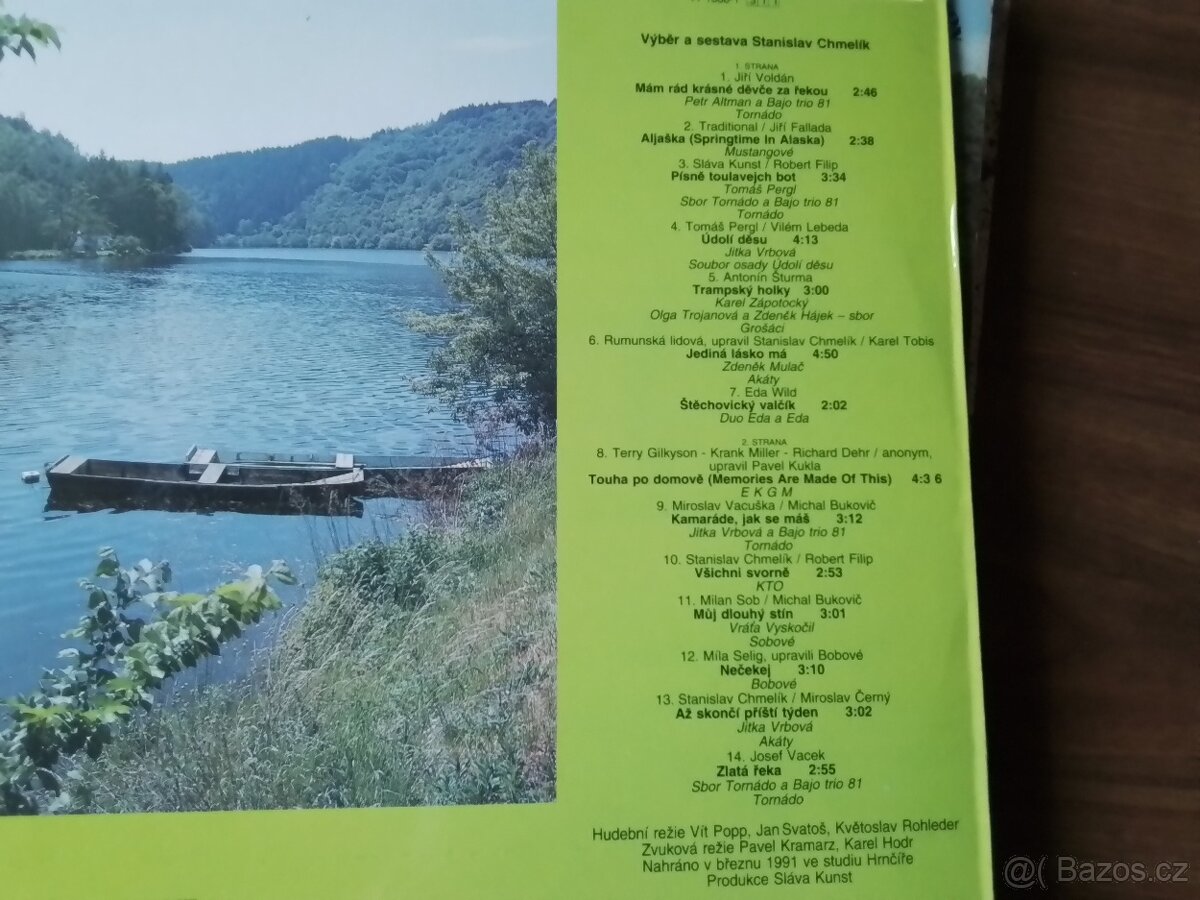 Výběr a sestava Stanislav Chmelík
1. STRANA
1. Jiří Voldán
Mám rád krásné děvče za řekou 2:46
Petr Altman a Bajo trio 81
Tornádo
2. Traditional / Jiří Fallada
Aljaška (Springtime In Alaska) 2:38
Mustangové
3. Sláva Kunst / Robert Filip
Písně toulavejch bot 3:34
Tomáš Pergl
Sbor Tornádo a Bajo trio 81
Tornádo
4. Tomáš Pergl / Vilém Lebeda
Údolí děsu 4:13
Jitka Vrbová
Soubor osady Údolí děsu
5. Antonín Šturma
Trampský holky 3:00
Karel Zápotocký
Olga Trojanová a Zdeněk Hájek – sbor
Grošáci
6. Rumunská lidová, upravil Stanislav Chmelík / Karel Tobis
Jediná lásko má 4:50
Zdeněk Mulač
Akáty
7. Eda Wild
Štěchovický valčík 2:02
Duo Eda a Eda
2. STRANA
8. Terry Gilkyson - Krank Miller - Richard Dehr / anonym,
upravil Pavel Kukla
Touha po domově (Memories Are Made Of This) 4:3 6
E K G M
9. Miroslav Vacuška / Michal Bukovič
Kamaráde, jak se máš 3:12
Jitka Vrbová a Bajo trio 81
Tornádo
10. Stanislav Chmelík / Robert Filip
Všichni svorně 2:53
KTO
11. Milan Sob / Michal Bukovič
Můj dlouhý stín 3:01
Vráťa Vyskočil
Sobové
12. Míla Selig, upravili Bobové
Nečekej 3:10
Bobové
13. Stanislav Chmelík / Miroslav Černý
Až skončí příští týden 3:02
Jitka Vrbová
Akáty
14. Josef Vacek
Zlatá řeka 2:55
Sbor Tornádo a Bajo trio 81
Tornádo
Hudební režie Vít Popp, Jan Svatoš, Květoslav Rohleder
Zvuková režie Pavel Kramarz, Karel Hodr
Nahráno v březnu 1991 ve studiu Hrnčíře
Produkce Sláva Kunst
@( Bazos.cz